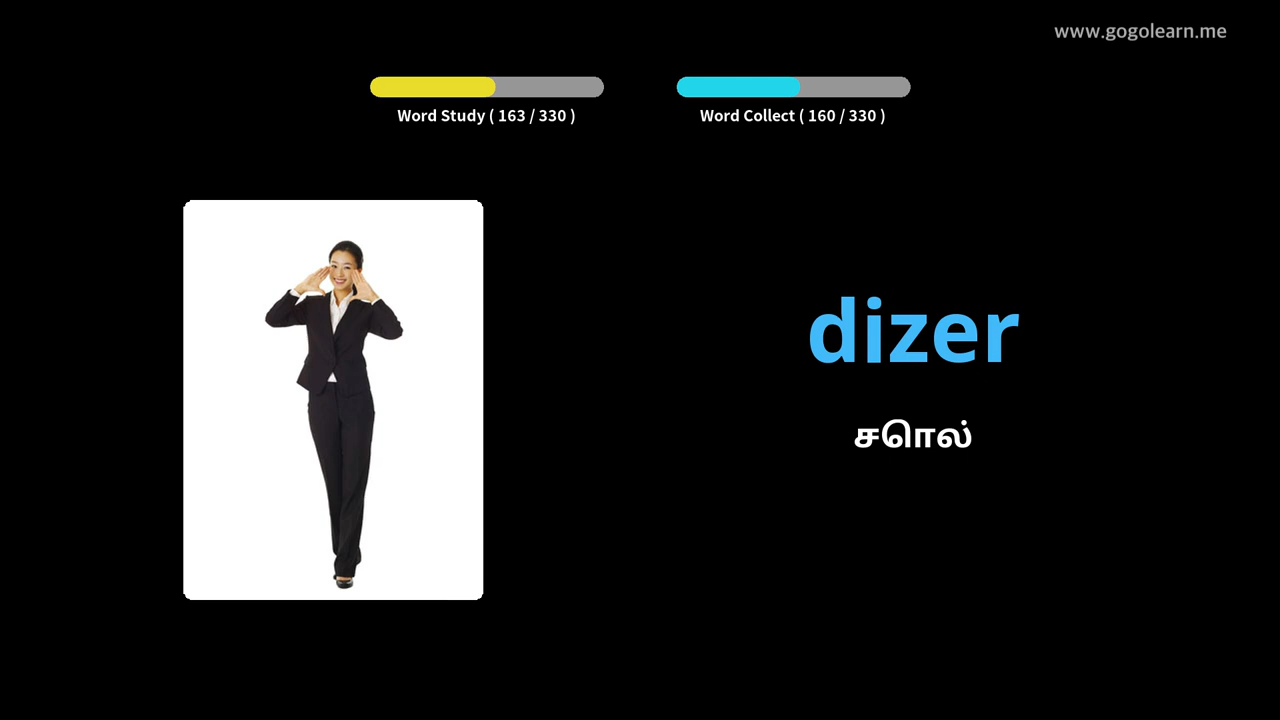 www.gogolearn.me
Word Study ( 163 / 330 )
Word Collect ( 160 / 330 )
dizer
சொல்